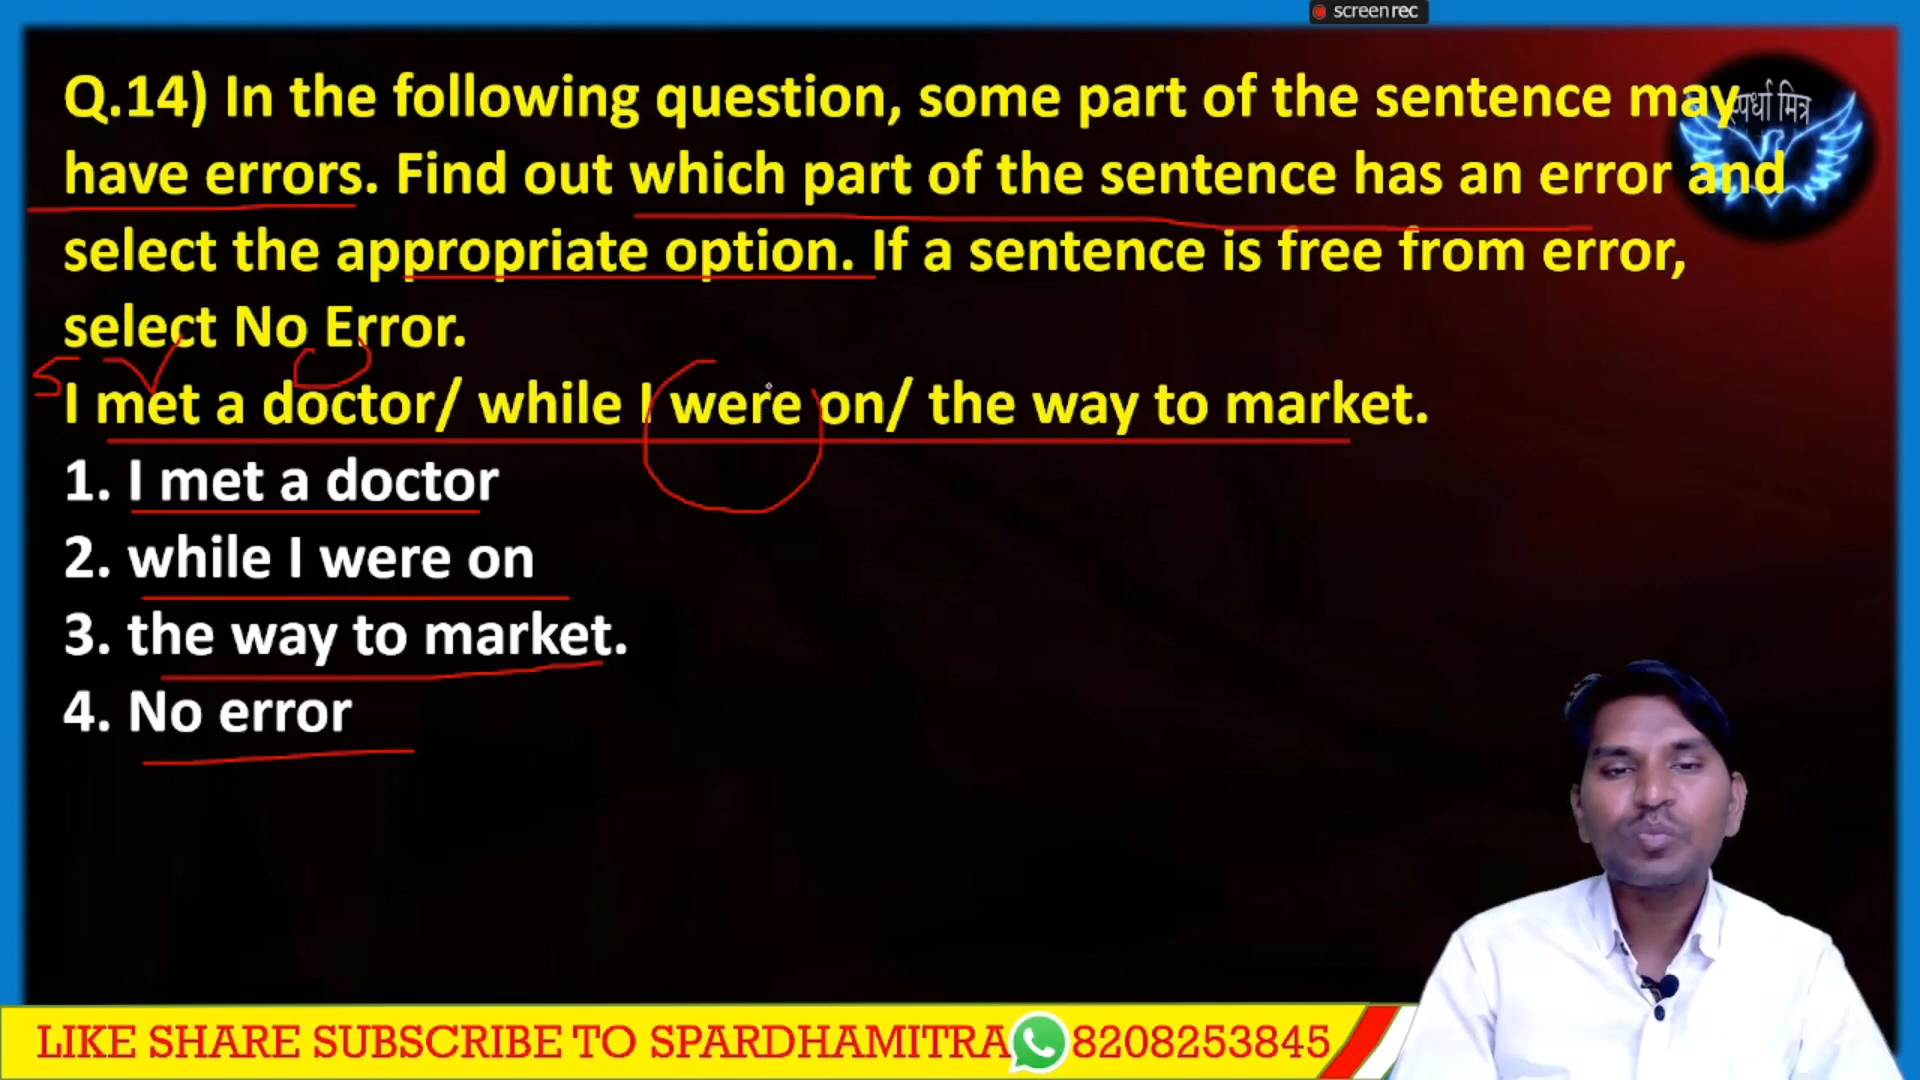 screenrec
स्पर्धा मित्र
Q.14) In the following question, some part of the sentence may
have errors. Find out which part of the sentence has an error and
select the appropriate option. If a sentence is free from error,
select No Error.
S V O
I met a doctor/ while I were on/ the way to market.
1. I met a doctor
2. while I were on
3. the way to market.
4. No error
LIKE SHARE SUBSCRIBE TO SPARDHAMITRA 8208253845